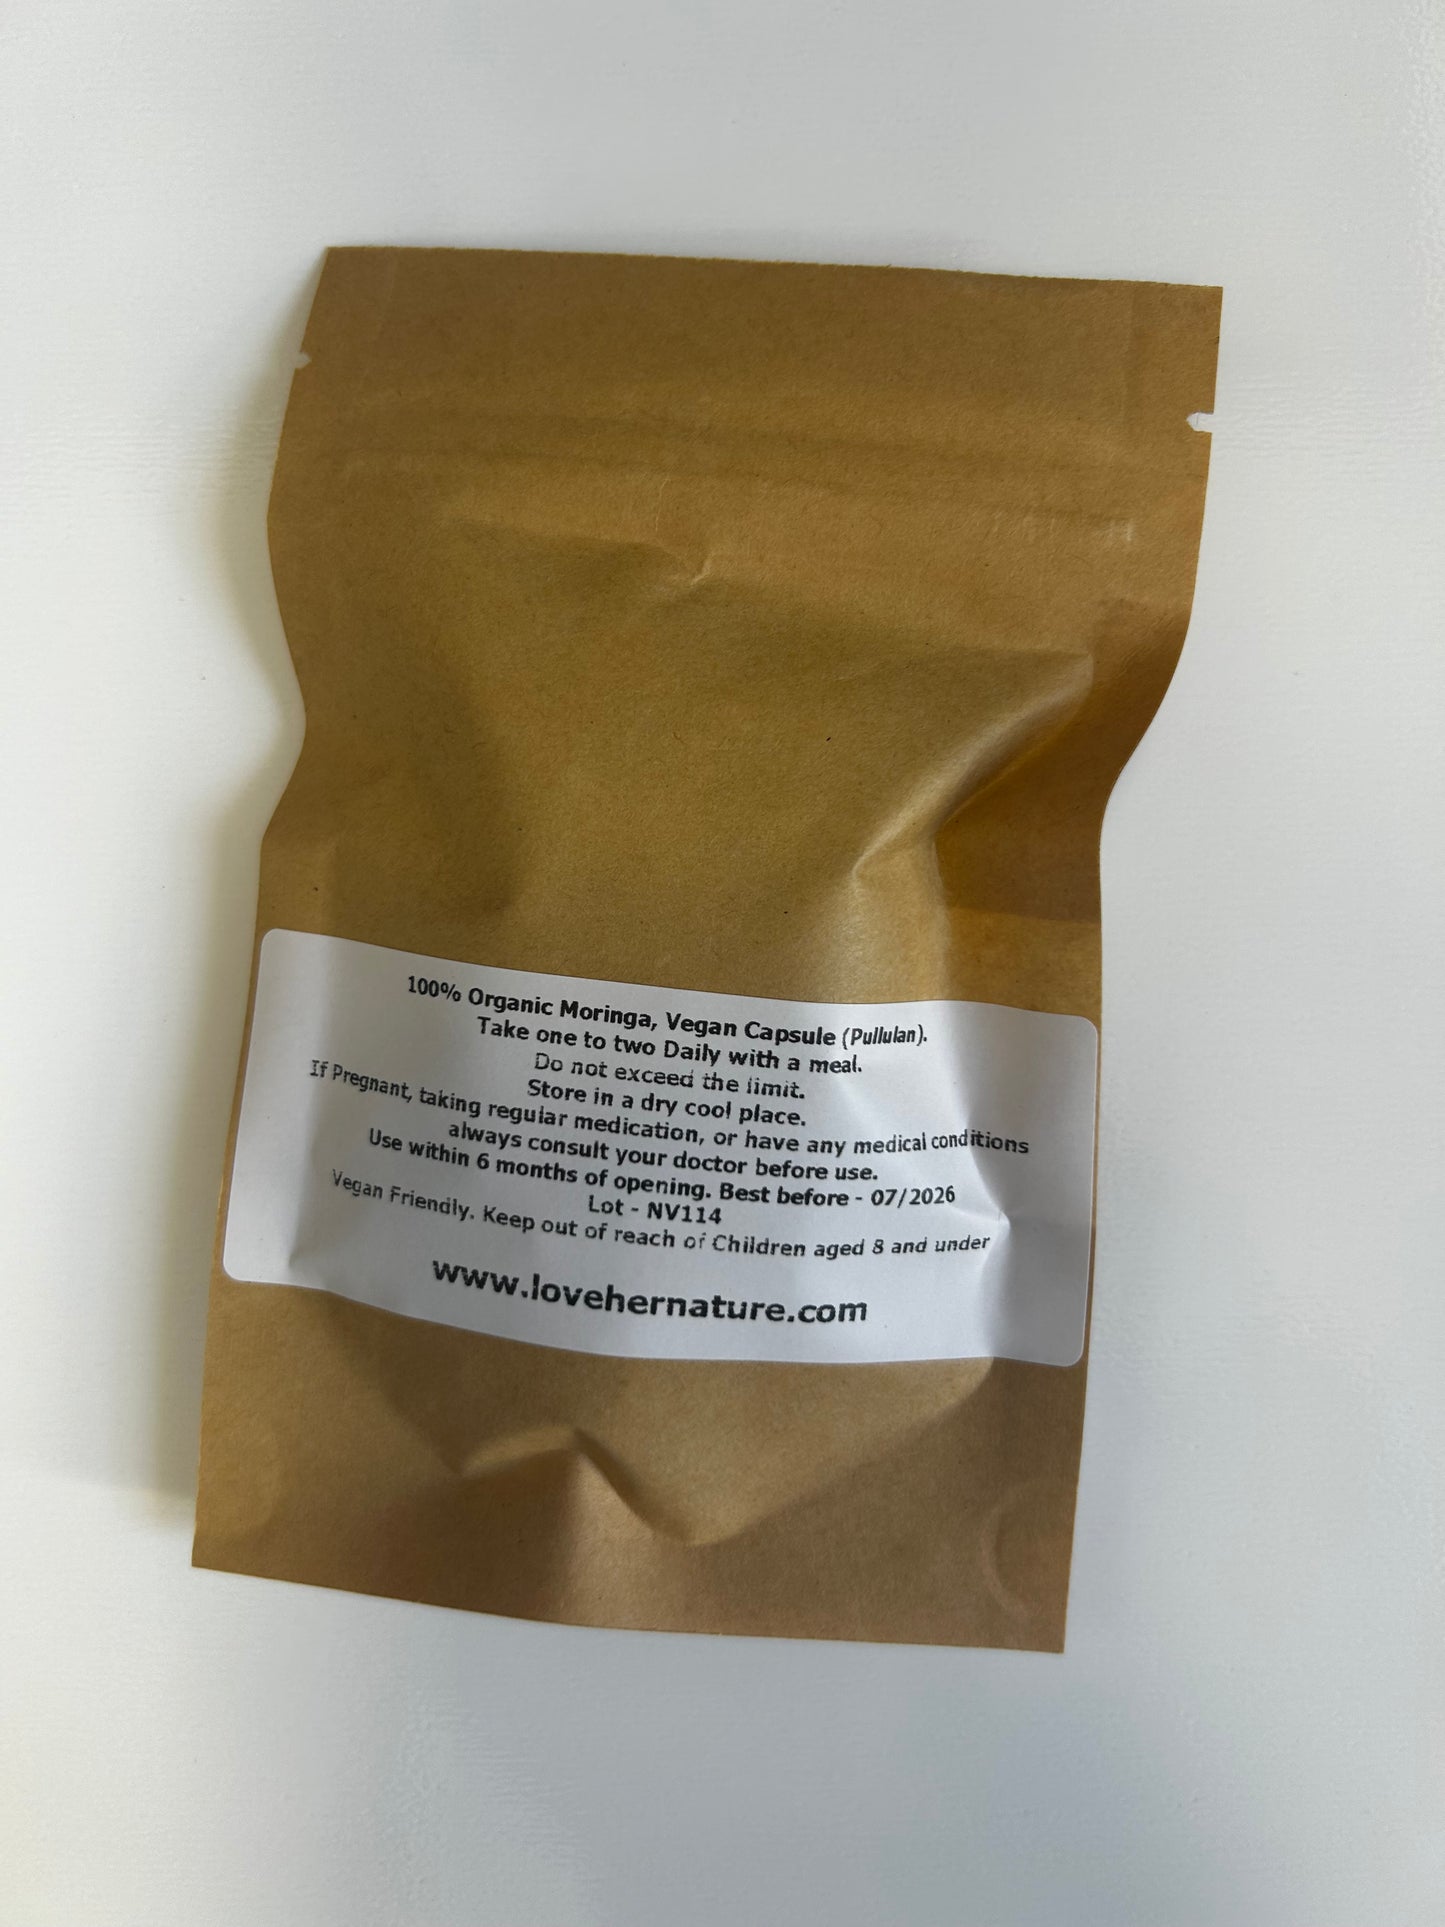 100% Organic Moringa, Vegan Capsule (Pullulan).
Take one to two Daily with a meal.
Do not exceed the limit.
Store in a dry cool place.
If Pregnant, taking regular medication, or have any medical conditions
always consult your doctor before use.
Use within 6 months of opening. Best before - 07/2026
Lot - NV114
Vegan Friendly. Keep out of reach of Children aged 8 and under
www.lovehernature.com